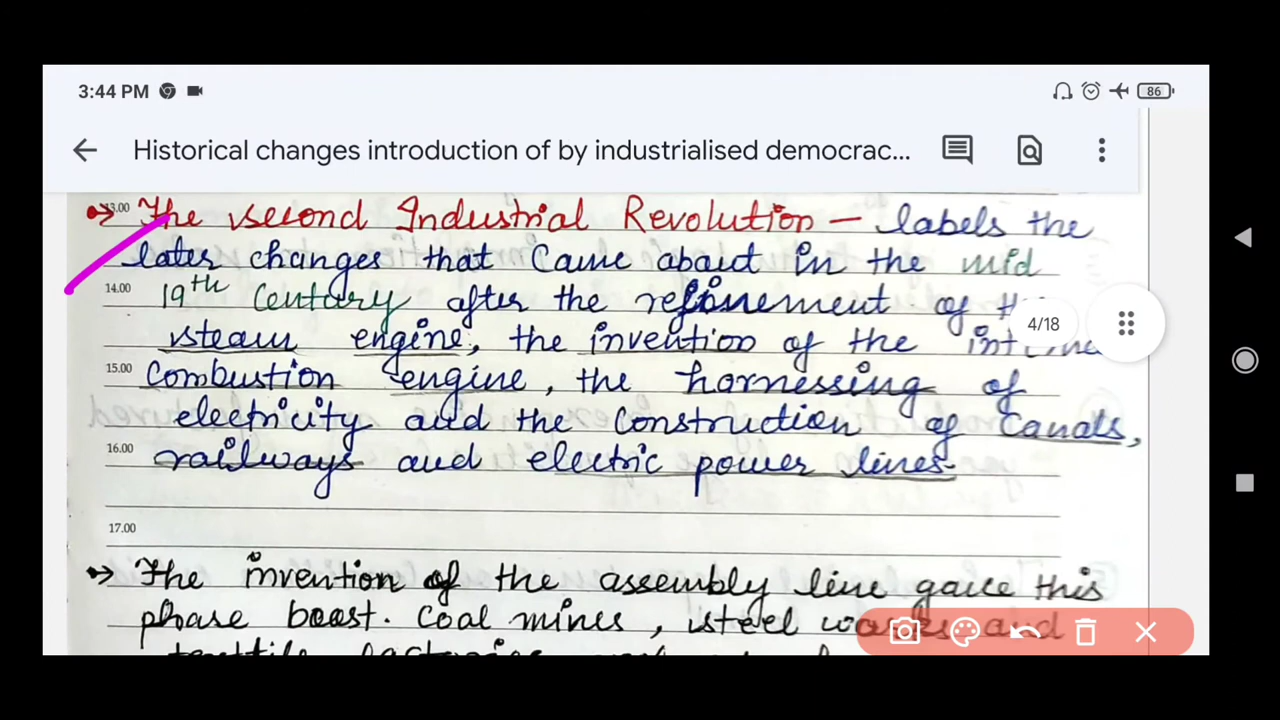 3:44 PM 86
Historical changes introduction of by industrialised democrac...
13.00
→ The second Industrial Revolution — labels the
later changes that came about in the mid
14.00
19th Century after the refinement of
4/18
steam engine, the invention of the
15.00
combustion engine, the harnessing of
electricity and the construction of canals,
16.00
railways and electric power lines.
17.00
→ The invention of the assembly line gave this
phase boost. Coal mines, steel works and